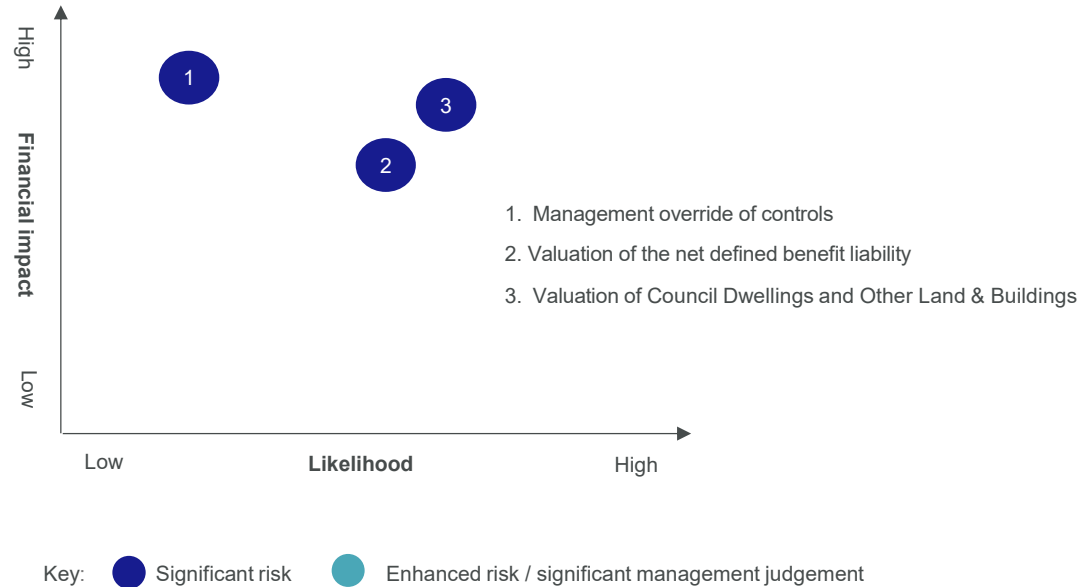 High
1
3
2
Financial impact
1. Management override of controls
2. Valuation of the net defined benefit liability
3. Valuation of Council Dwellings and Other Land & Buildings
Low
Low
Likelihood
High
Key:
Significant risk
Enhanced risk / significant management judgement